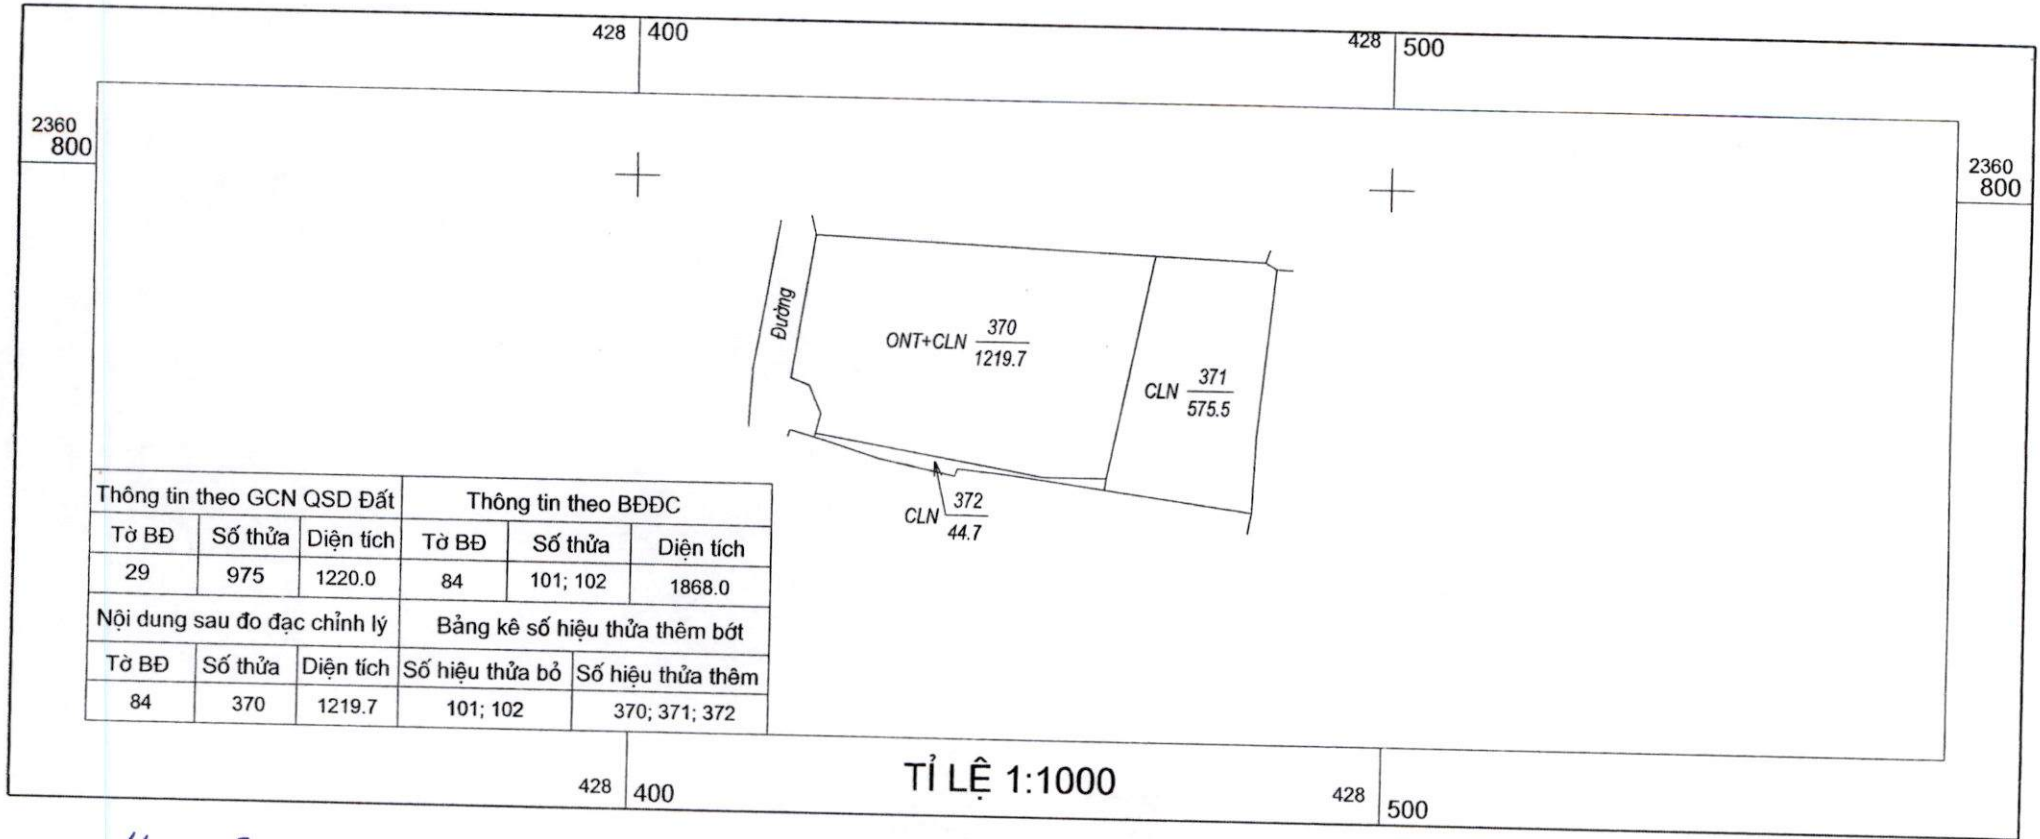 428 400
428 500
2360
800
2360
800
Đường
ONT+CLN 370
1219.7
CLN 371
575.5
CLN 372
44.7
Thông tin theo GCN QSD Đất Thông tin theo BĐĐC
Tờ BĐ Số thửa Diện tích Tờ BĐ Số thửa Diện tích
29 975 1220.0 84 101; 102 1868.0
Nội dung sau đo đạc chỉnh lý Bảng kê số hiệu thửa thêm bớt
Tờ BĐ Số thửa Diện tích Số hiệu thửa bỏ Số hiệu thửa thêm
84 370 1219.7 101; 102 370; 371; 372
TỈ LỆ 1:1000
428 400
428 500